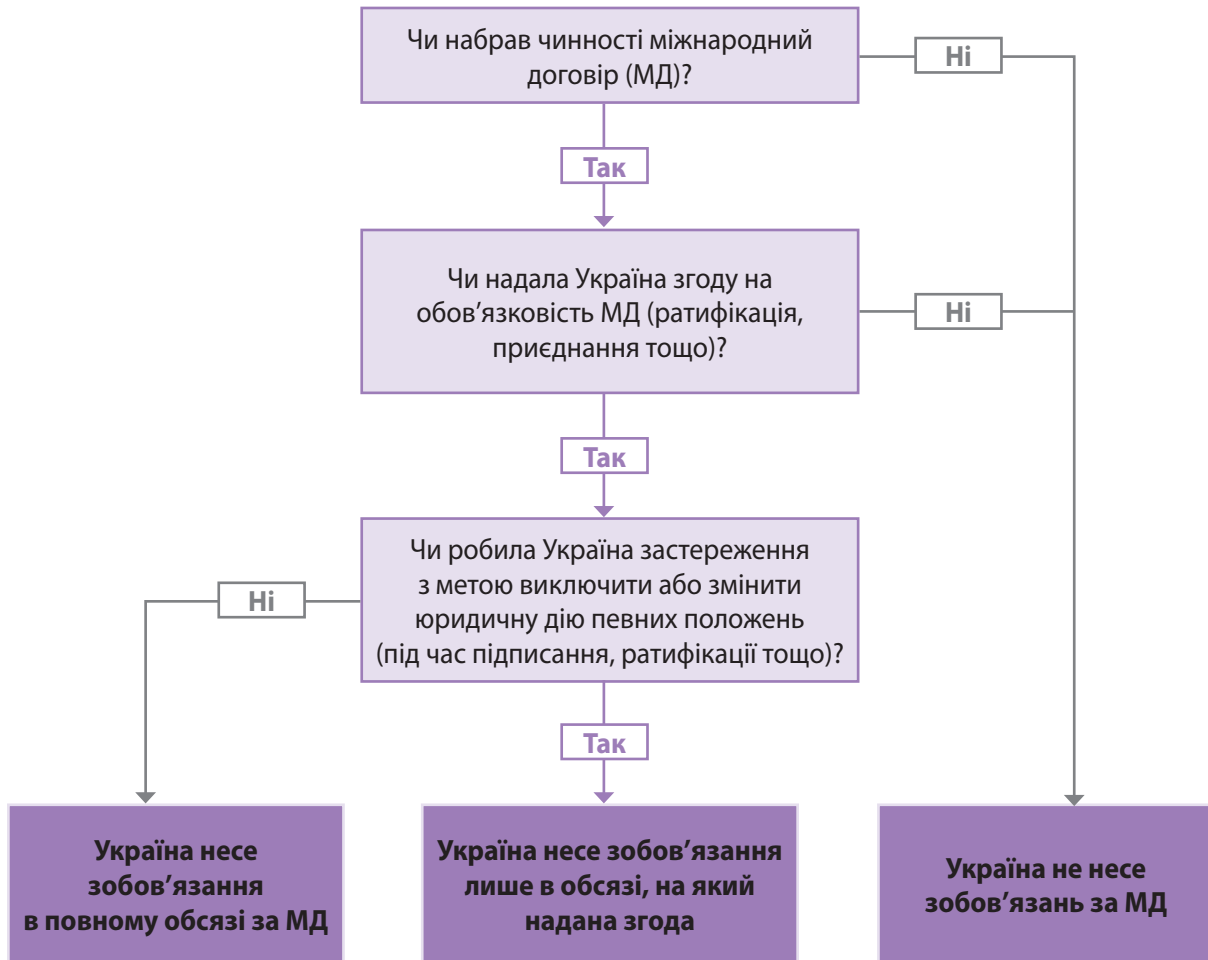 Чи набрав чинності міжнародний
договір (МД)?
Ні
Так
Чи надала Україна згоду на
обов’язковість МД (ратифікація,
приєднання тощо)?
Ні
Так
Чи робила Україна застереження
з метою виключити або змінити
юридичну дію певних положень
(під час підписання, ратифікації тощо)?
Ні
Так
Україна несе
зобов’язання
в повному обсязі за МД
Україна несе зобов’язання
лише в обсязі, на який
надана згода
Україна не несе
зобов’язань за МД